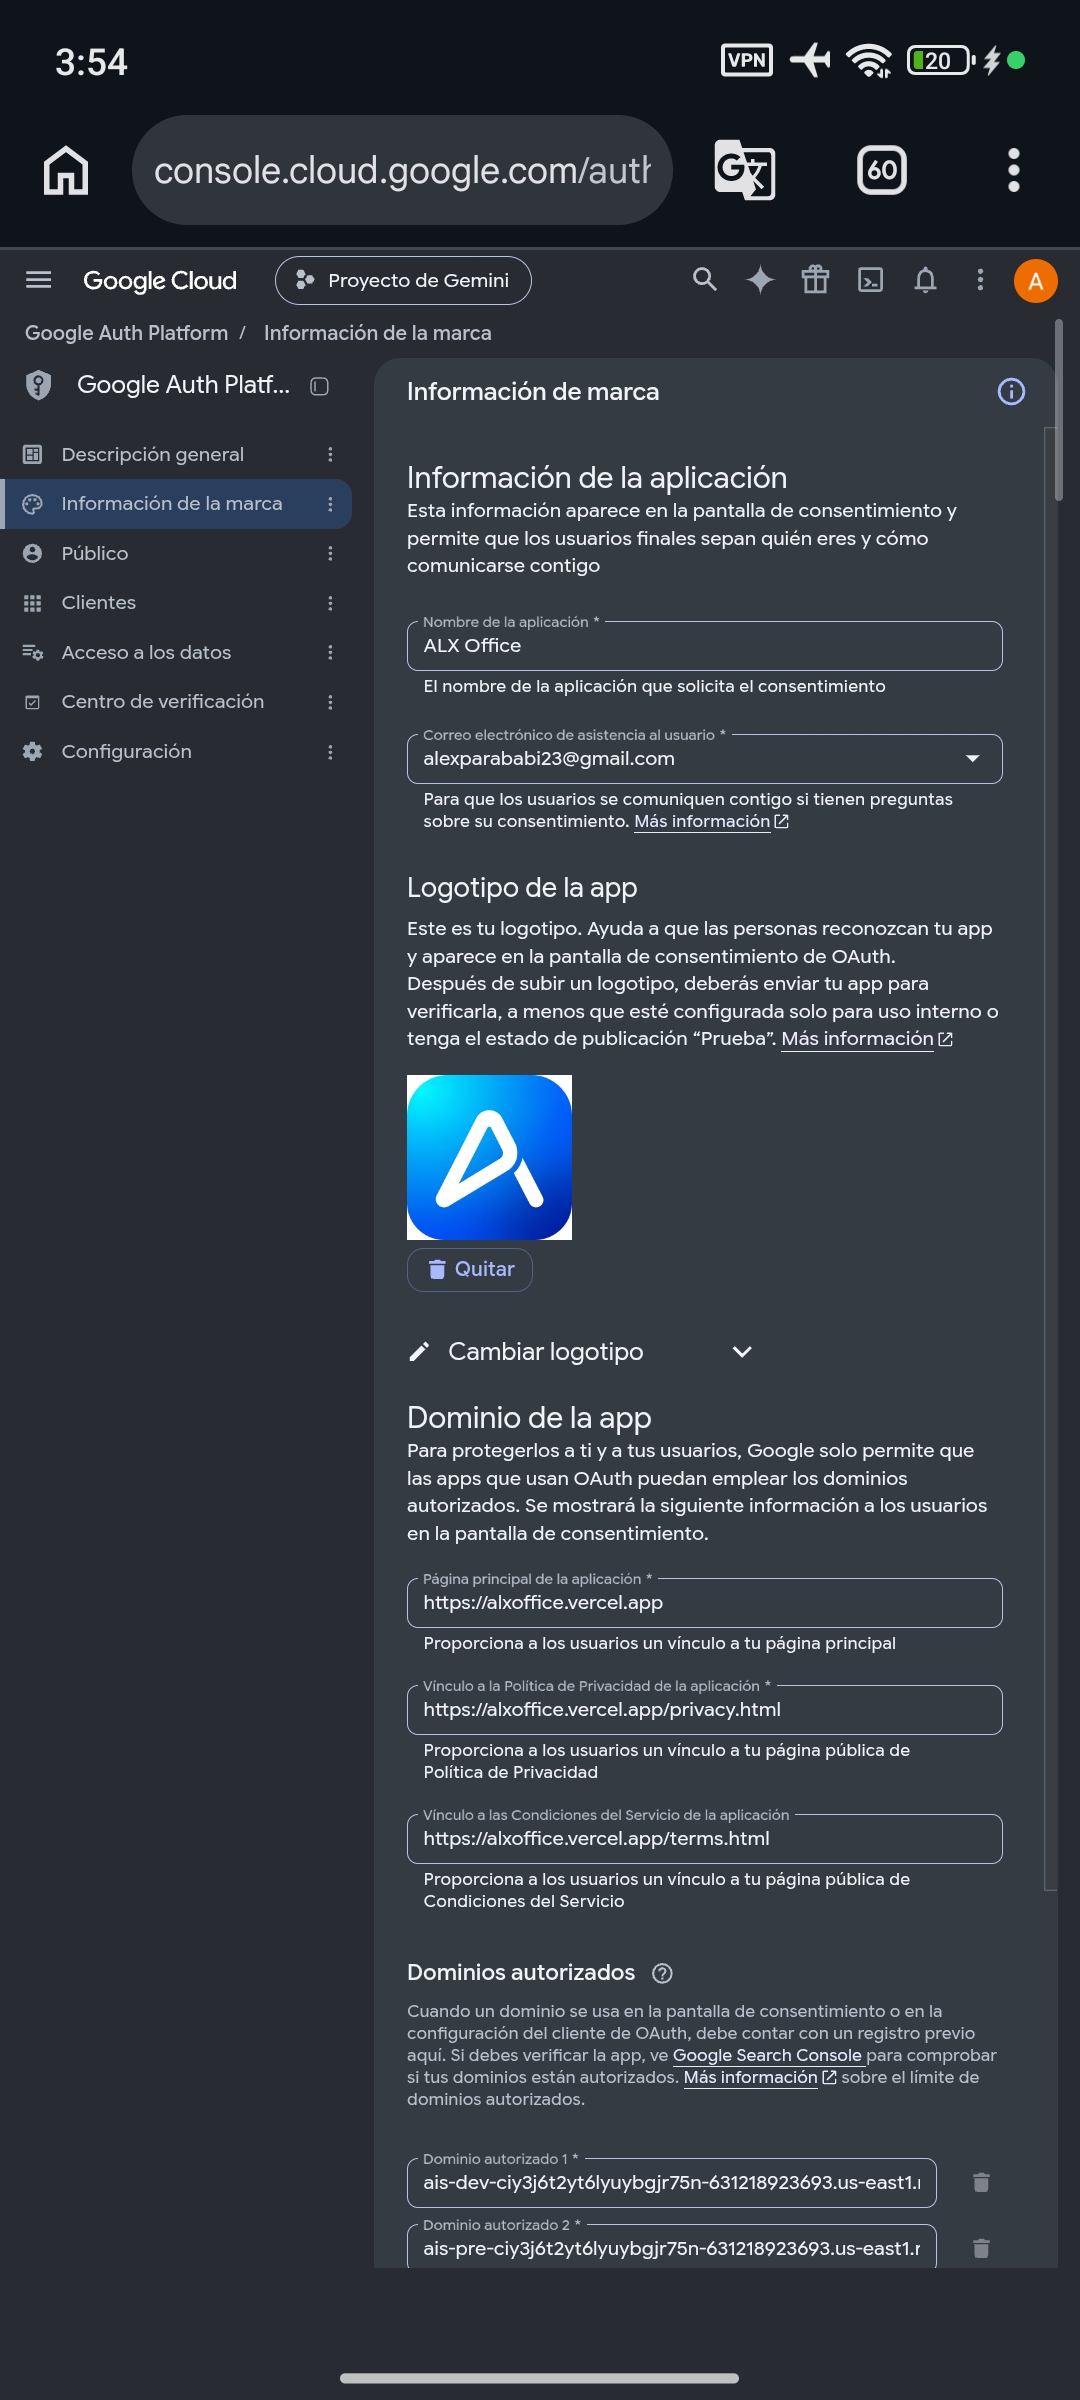 3:54
VPN
20
console.cloud.google.com/auth
60
Google Cloud
Proyecto de Gemini
A
Google Auth Platform / Información de la marca
Google Auth Platf...
Descripción general
Información de la marca
Público
Clientes
Acceso a los datos
Centro de verificación
Configuración
Información de marca
Información de la aplicación
Esta información aparece en la pantalla de consentimiento y
permite que los usuarios finales sepan quién eres y cómo
comunicarse contigo
Nombre de la aplicación *
ALX Office
El nombre de la aplicación que solicita el consentimiento
Correo electrónico de asistencia al usuario *
alexparababi23@gmail.com
Para que los usuarios se comuniquen contigo si tienen preguntas
sobre su consentimiento. Más información
Logotipo de la app
Este es tu logotipo. Ayuda a que las personas reconozcan tu app
y aparece en la pantalla de consentimiento de OAuth.
Después de subir un logotipo, deberás enviar tu app para
verificarla, a menos que esté configurada solo para uso interno o
tenga el estado de publicación “Prueba”. Más información
Quitar
Cambiar logotipo
Dominio de la app
Para protegerlos a ti y a tus usuarios, Google solo permite que
las apps que usan OAuth puedan emplear los dominios
autorizados. Se mostrará la siguiente información a los usuarios
en la pantalla de consentimiento.
Página principal de la aplicación *
https://alxoffice.vercel.app
Proporciona a los usuarios un vínculo a tu página principal
Vínculo a la Política de Privacidad de la aplicación *
https://alxoffice.vercel.app/privacy.html
Proporciona a los usuarios un vínculo a tu página pública de
Política de Privacidad
Vínculo a las Condiciones del Servicio de la aplicación
https://alxoffice.vercel.app/terms.html
Proporciona a los usuarios un vínculo a tu página pública de
Condiciones del Servicio
Dominios autorizados
Cuando un dominio se usa en la pantalla de consentimiento o en la
configuración del cliente de OAuth, debe contar con un registro previo
aquí. Si debes verificar la app, ve Google Search Console para comprobar
si tus dominios están autorizados. Más información sobre el límite de
dominios autorizados.
Dominio autorizado 1 *
ais-dev-ciy3j6t2yt6lyuybgjr75n-631218923693.us-east1.r
Dominio autorizado 2 *
ais-pre-ciy3j6t2yt6lyuybgjr75n-631218923693.us-east1.r